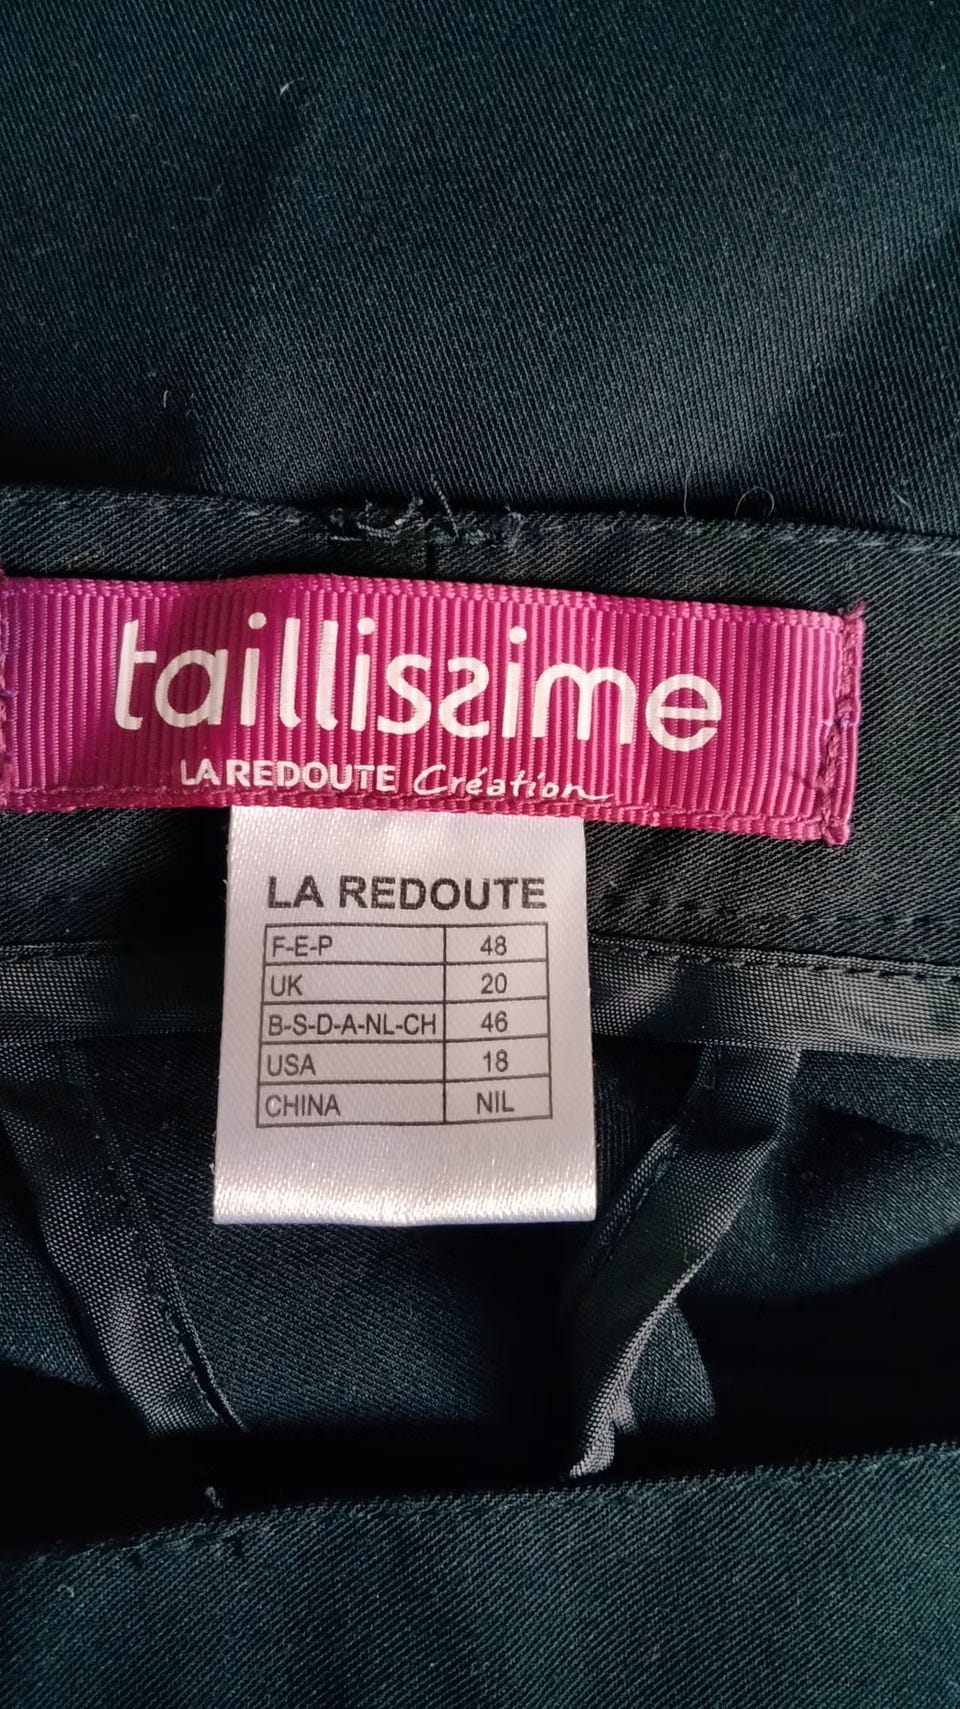 taillissime
LA REDOUTE Création
LA REDOUTE
F-E-P 48
UK 20
B-S-D-A-NL-CH 46
USA 18
CHINA NIL